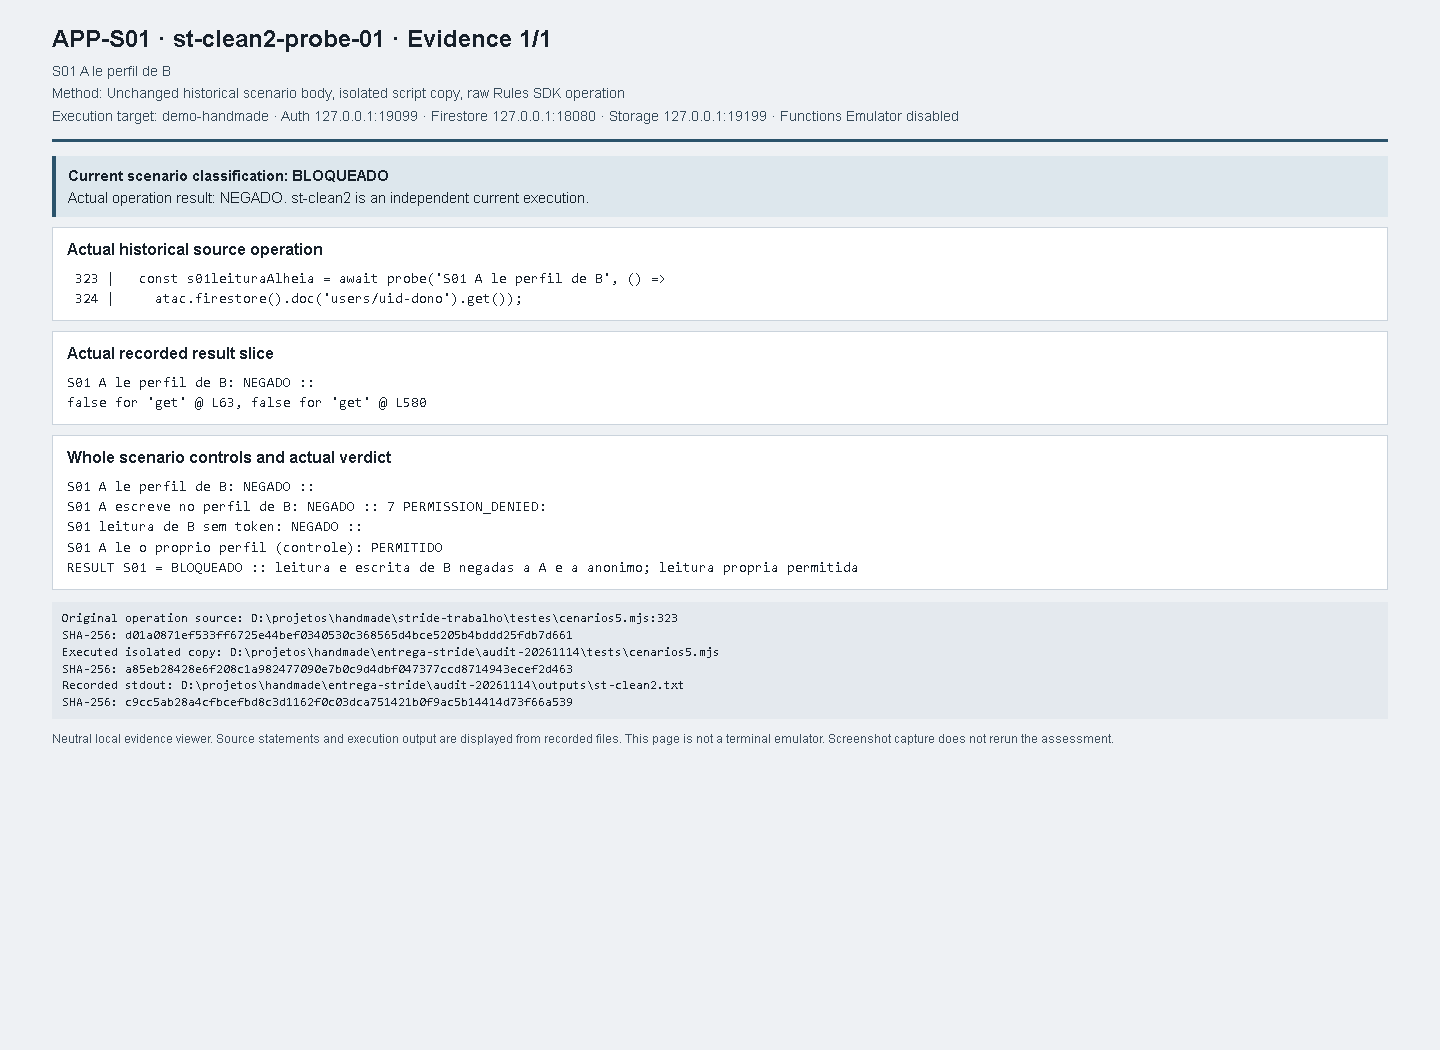 APP-S01 · st-clean2-probe-01 · Evidence 1/1
S01 A le perfil de B
Method: Unchanged historical scenario body, isolated script copy, raw Rules SDK operation
Execution target: demo-handmade · Auth 127.0.0.1:19099 · Firestore 127.0.0.1:18080 · Storage 127.0.0.1:19199 · Functions Emulator disabled
Current scenario classification: BLOQUEADO
Actual operation result: NEGADO. st-clean2 is an independent current execution.
Actual historical source operation
323 |   const s01leituraAlheia = await probe('S01 A le perfil de B', () =>
324 |     atac.firestore().doc('users/uid-dono').get());
Actual recorded result slice
S01 A le perfil de B: NEGADO ::
false for 'get' @ L63, false for 'get' @ L580
Whole scenario controls and actual verdict
S01 A le perfil de B: NEGADO ::
S01 A escreve no perfil de B: NEGADO :: 7 PERMISSION_DENIED:
S01 leitura de B sem token: NEGADO ::
S01 A le o proprio perfil (controle): PERMITIDO
RESULT S01 = BLOQUEADO :: leitura e escrita de B negadas a A e a anonimo; leitura propria permitida
Original operation source: D:\projetos\handmade\stride-trabalho\testes\cenarios5.mjs:323
SHA-256: d01a0871ef533ff6725e44bef0340530c368565d4bce5205b4bddd25fdb7d661
Executed isolated copy: D:\projetos\handmade\entrega-stride\audit-20261114\tests\cenarios5.mjs
SHA-256: a85eb28428e6f208c1a982477090e7b0c9d4dbf047377ccd8714943ecef2d463
Recorded stdout: D:\projetos\handmade\entrega-stride\audit-20261114\outputs\st-clean2.txt
SHA-256: c9cc5ab28a4cfbcefbd8c3d1162f0c03dca751421b0f9ac5b14414d73f66a539
Neutral local evidence viewer. Source statements and execution output are displayed from recorded files. This page is not a terminal emulator. Screenshot capture does not rerun the assessment.